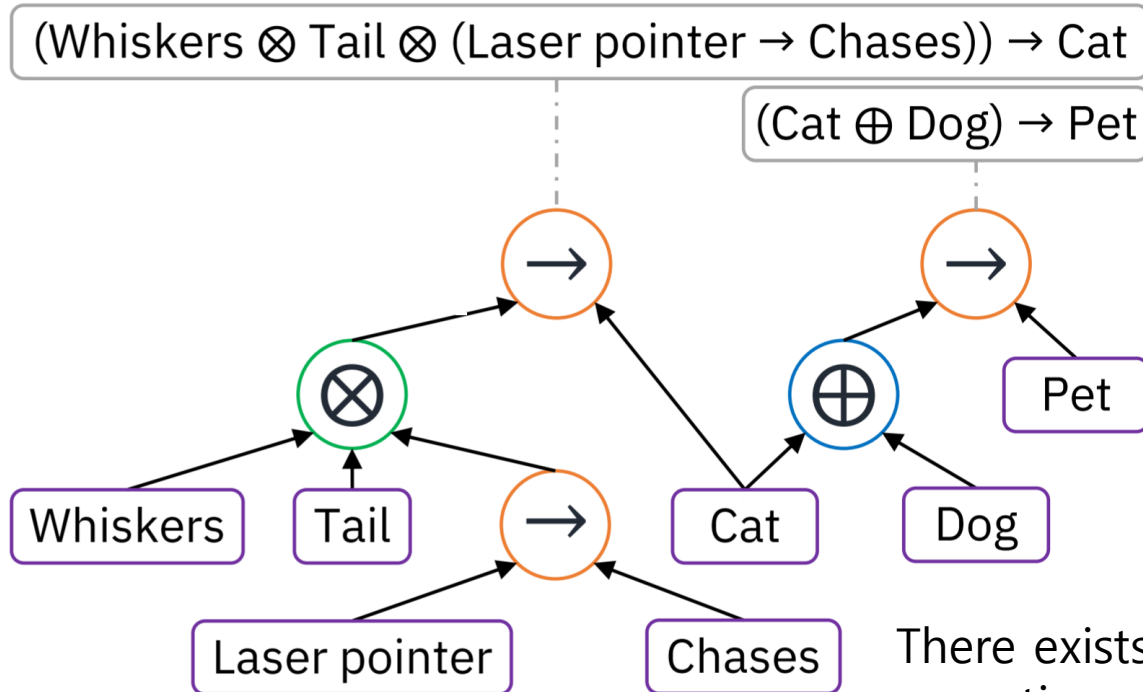 (Whiskers ⊗ Tail ⊗ (Laser pointer → Chases)) → Cat
(Cat ⊕ Dog) → Pet
→
→
⊗
⊕
Pet
Whiskers
Tail
→
Cat
Dog
Laser pointer
Chases
There exists